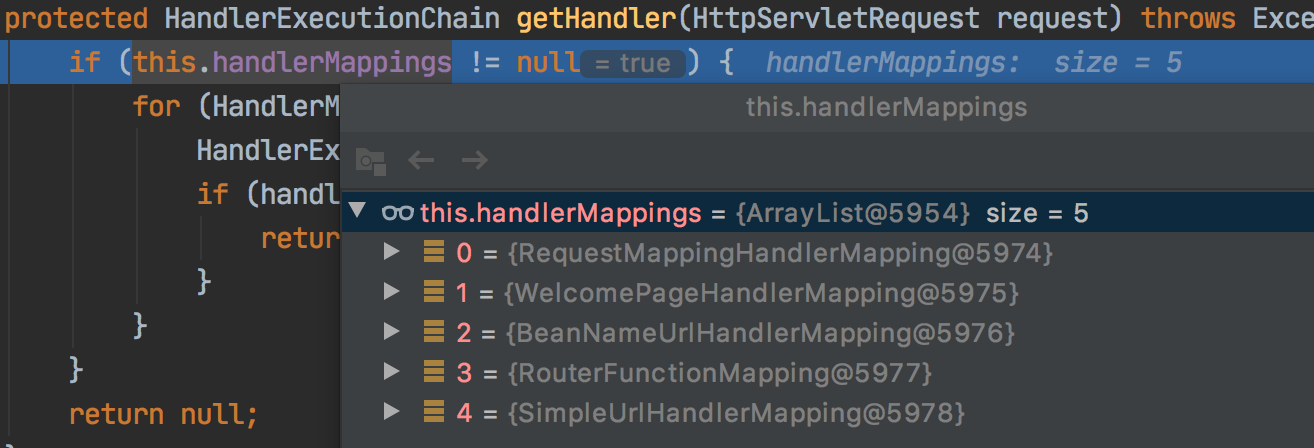 protected HandlerExecutionChain getHandler(HttpServletRequest request) throws Exce
if (this.handlerMappings != null = true ) { handlerMappings: size = 5
for (HandlerM
HandlerEx
if (handl
retur
}
}
}
return null;
this.handlerMappings
this.handlerMappings = {ArrayList@5954} size = 5
0 = {RequestMappingHandlerMapping@5974}
1 = {WelcomePageHandlerMapping@5975}
2 = {BeanNameUrlHandlerMapping@5976}
3 = {RouterFunctionMapping@5977}
4 = {SimpleUrlHandlerMapping@5978}